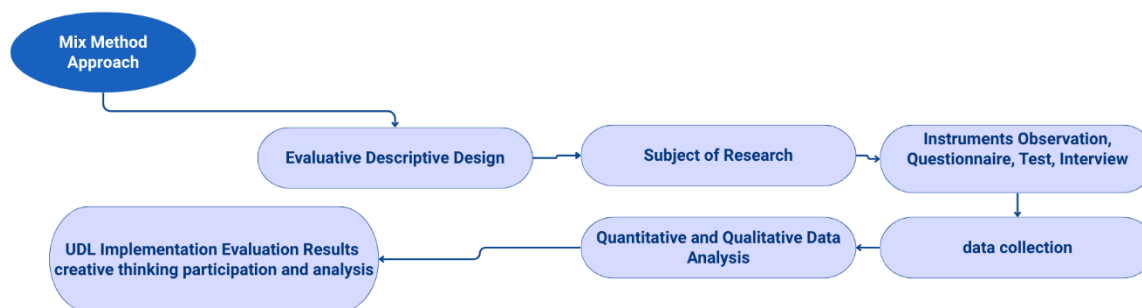 Mix Method
Approach
Evaluative Descriptive Design
Subject of Research
Instruments Observation,
Questionnaire, Test, Interview
data collection
Quantitative and Qualitative Data
Analysis
UDL Implementation Evaluation Results
creative thinking participation and analysis